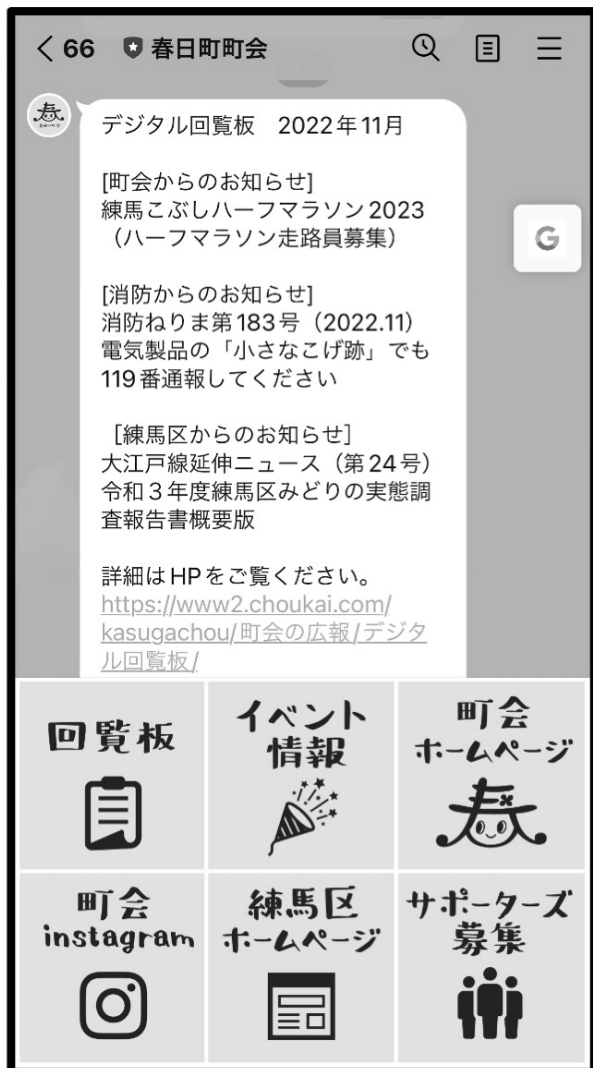 66 春日町町会
デジタル回覧板　2022年11月
[町会からのお知らせ]
練馬こぶしハーフマラソン2023
（ハーフマラソン走路員募集）
[消防からのお知らせ]
消防ねりま第183号（2022.11）
電気製品の「小さなこげ跡」でも
119番通報してください
［練馬区からのお知らせ］
大江戸線延伸ニュース（第24号）
令和３年度練馬区みどりの実態調
査報告書概要版
詳細はHPをご覧ください。
https://www2.choukai.com/
kasugachou/町会の広報/デジタ
ル回覧板/
G
回覧板
イベント
情報
町会
ホームページ
春
町会
instagram
練馬区
ホームページ
サポーターズ
募集